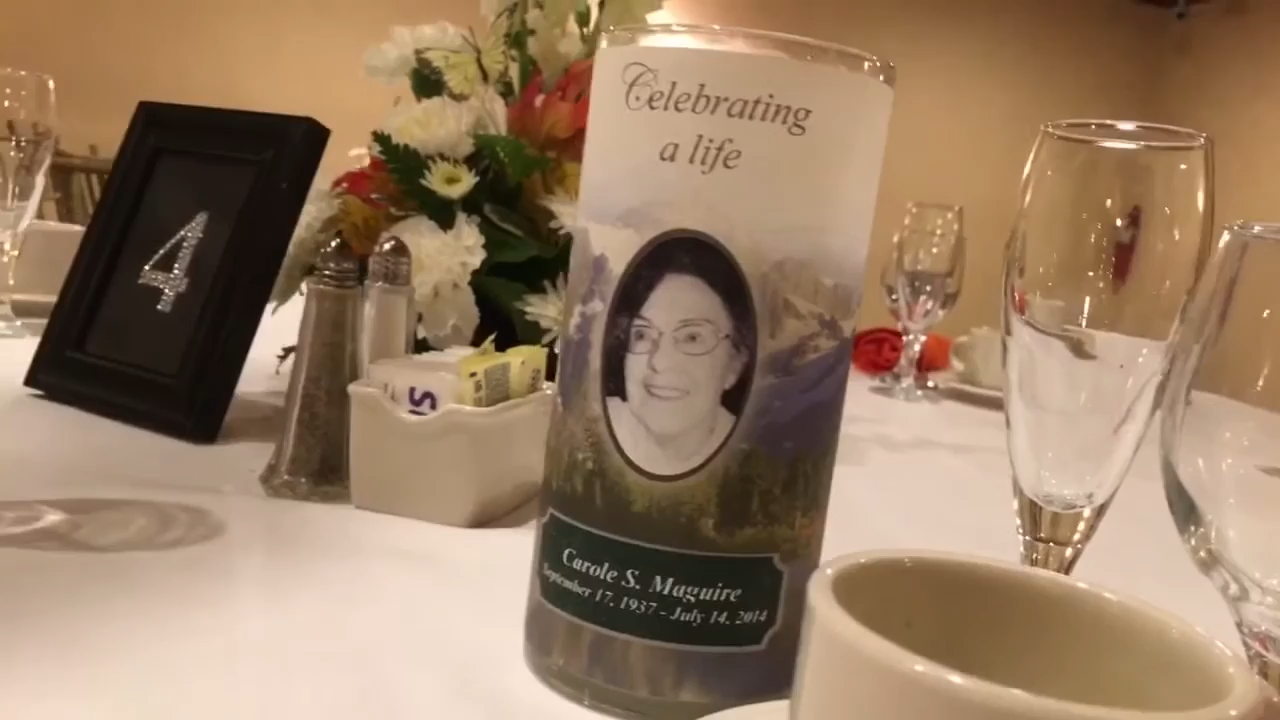 Celebrating
a life
4
Carole S. Maguire
September 17, 1937 - July 14, 2014